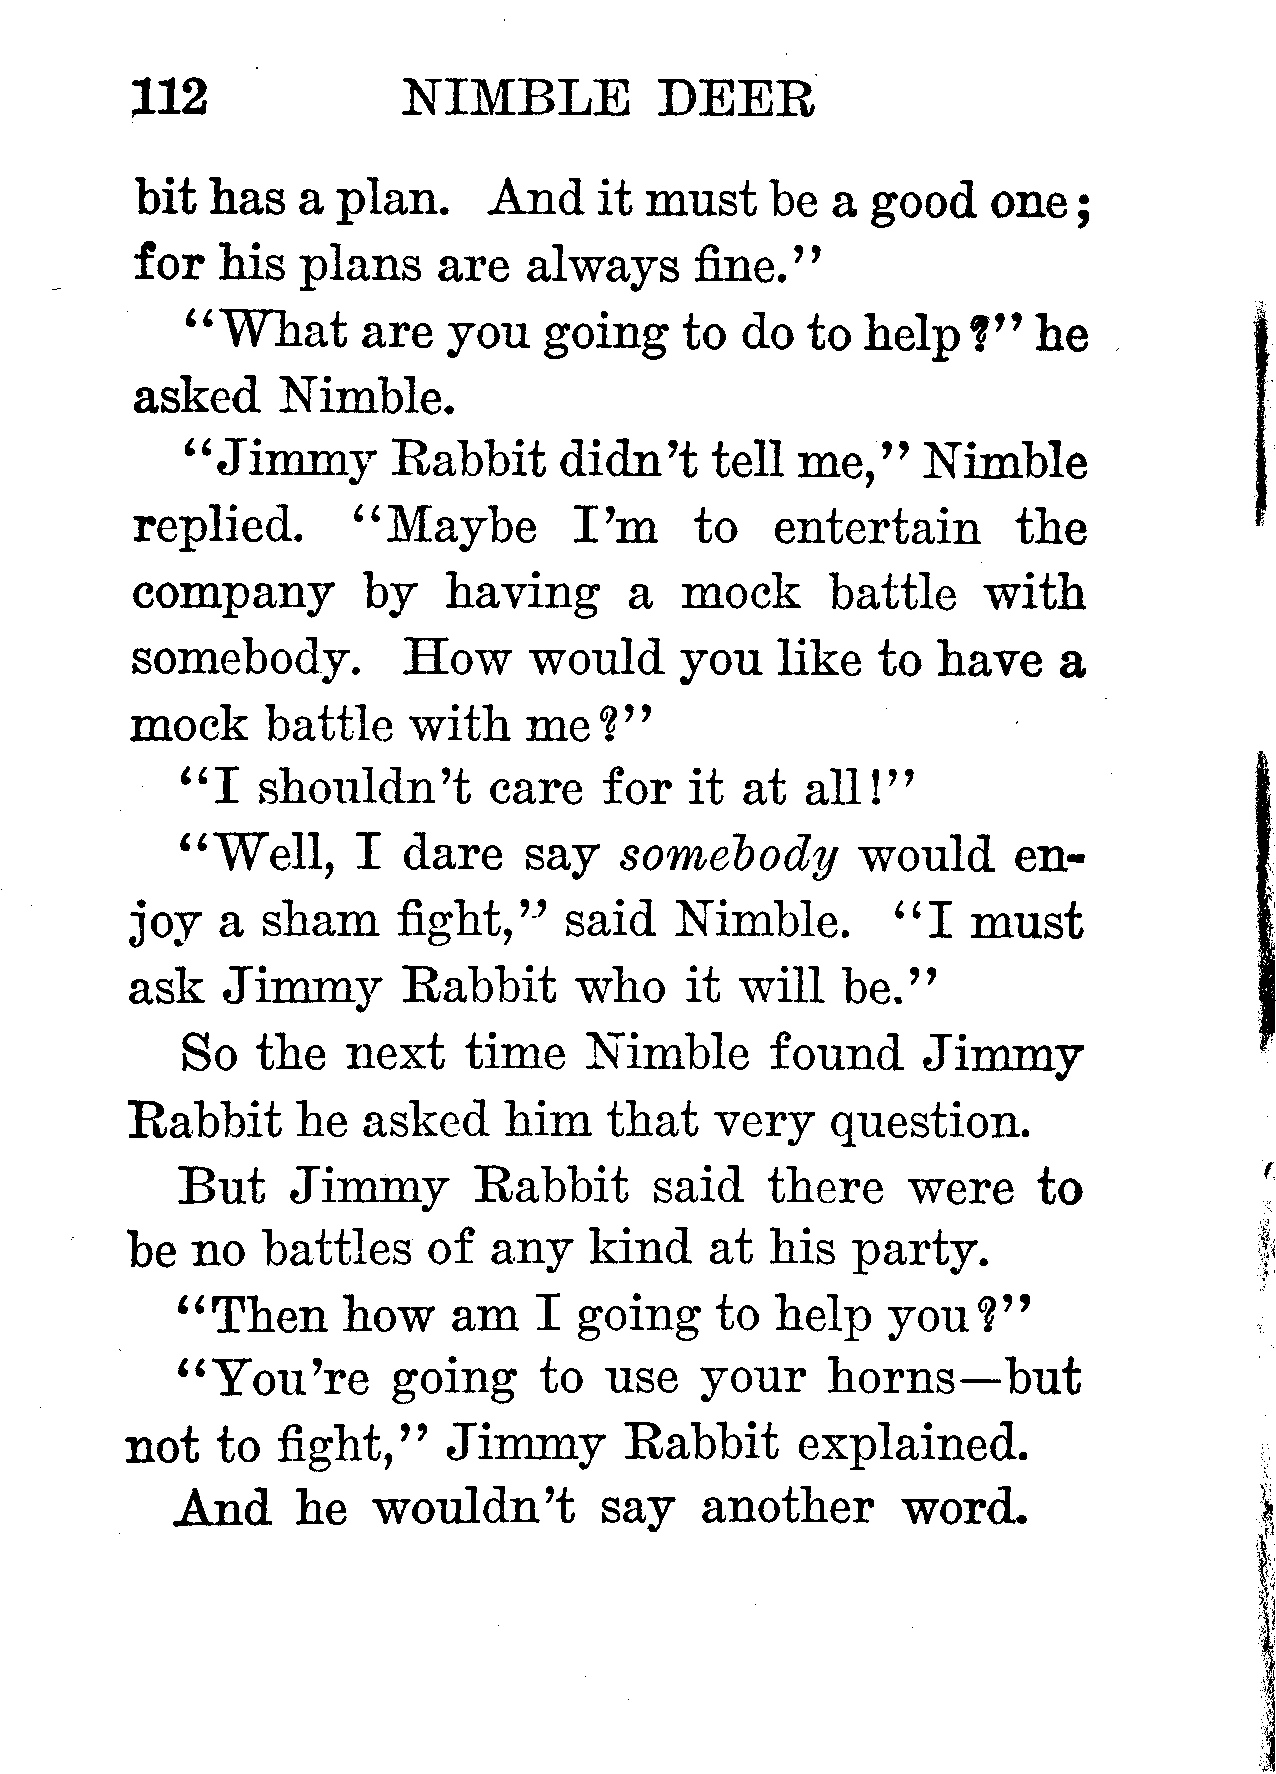 112 NIMBLE DEER
bit has a plan. And it must be a good one;
for his plans are always fine."
"What are you going to do to help?" he
asked Nimble.
"Jimmy Rabbit didn't tell me," Nimble
replied. "Maybe I'm to entertain the
company by having a mock battle with
somebody. How would you like to have a
mock battle with me?"
"I shouldn't care for it at all!"
"Well, I dare say somebody would en-
joy a sham fight," said Nimble. "I must
ask Jimmy Rabbit who it will be."
So the next time Nimble found Jimmy
Rabbit he asked him that very question.
But Jimmy Rabbit said there were to
be no battles of any kind at his party.
"Then how am I going to help you?"
"You're going to use your horns—but
not to fight," Jimmy Rabbit explained.
And he wouldn't say another word.